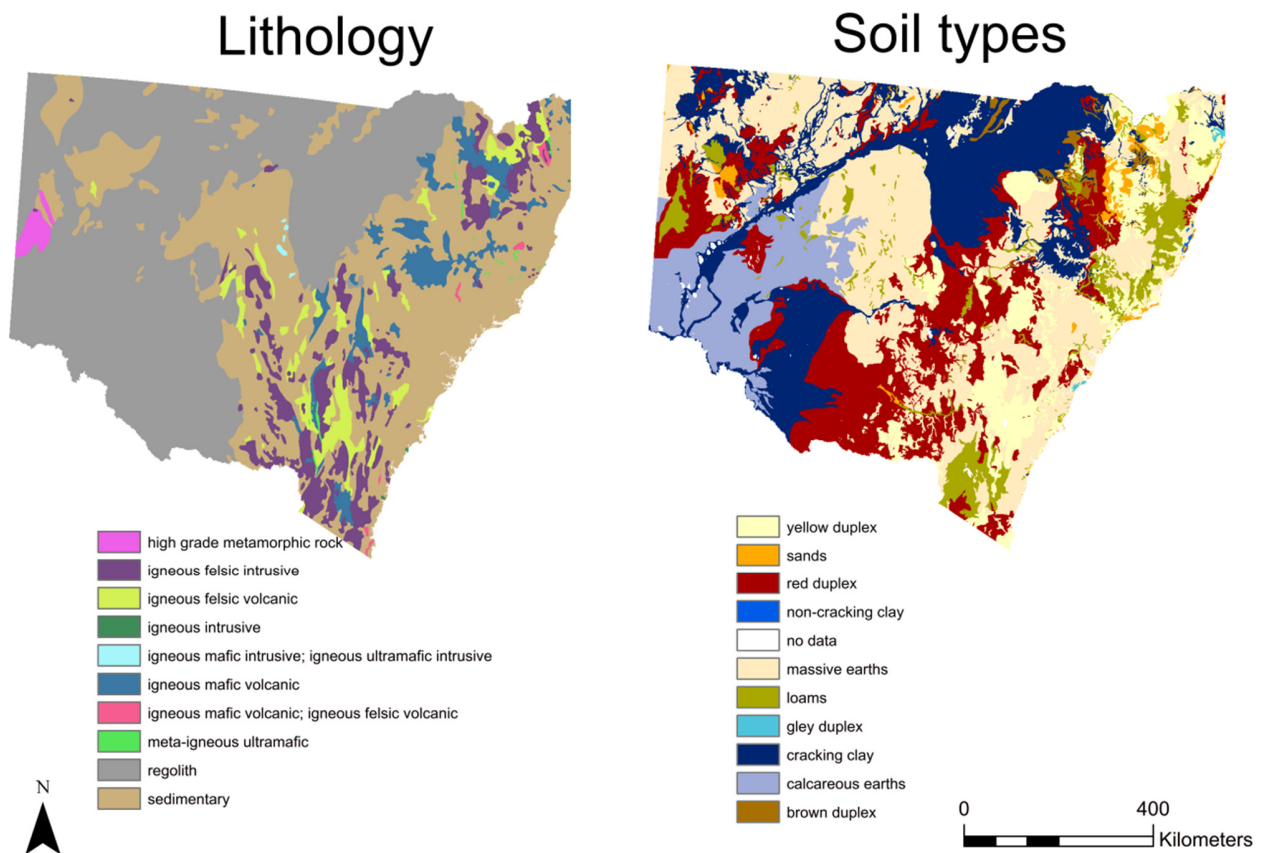 Lithology
high grade metamorphic rock
igneous felsic intrusive
igneous felsic volcanic
igneous intrusive
igneous mafic intrusive; igneous ultramafic intrusive
igneous mafic volcanic
igneous mafic volcanic; igneous felsic volcanic
meta-igneous ultramafic
regolith
sedimentary
N
Soil types
yellow duplex
sands
red duplex
non-cracking clay
no data
massive earths
loams
gley duplex
cracking clay
calcareous earths
brown duplex
0 400
Kilometers